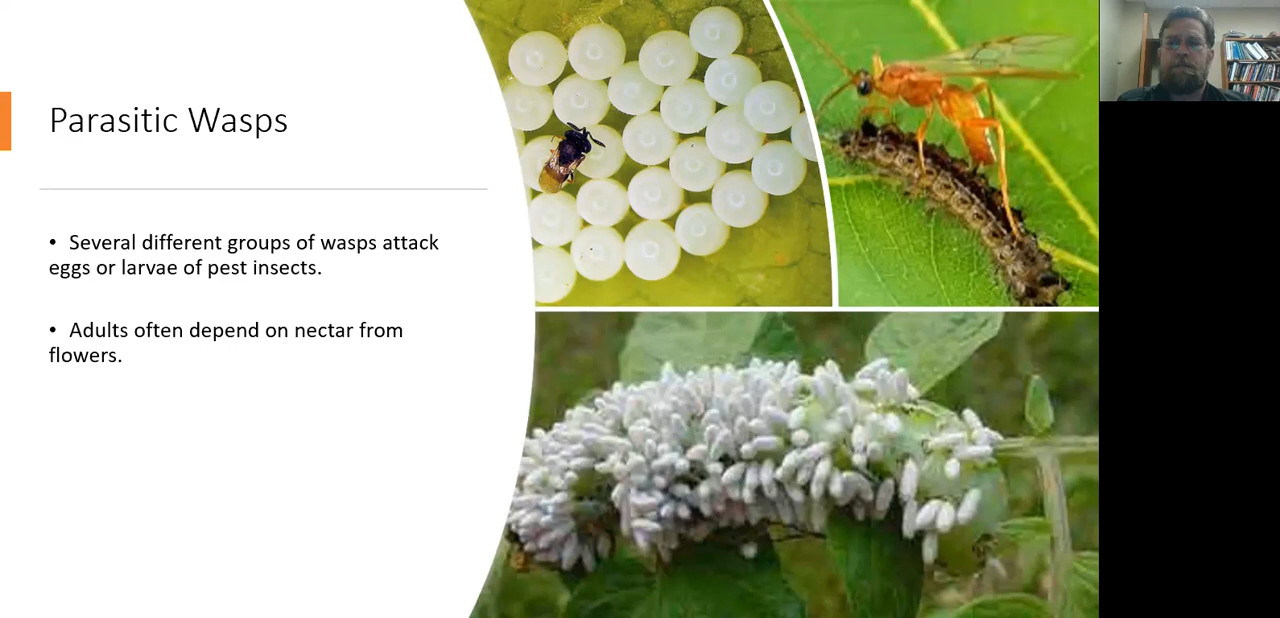 Parasitic Wasps
• Several different groups of wasps attack
eggs or larvae of pest insects.
• Adults often depend on nectar from
flowers.